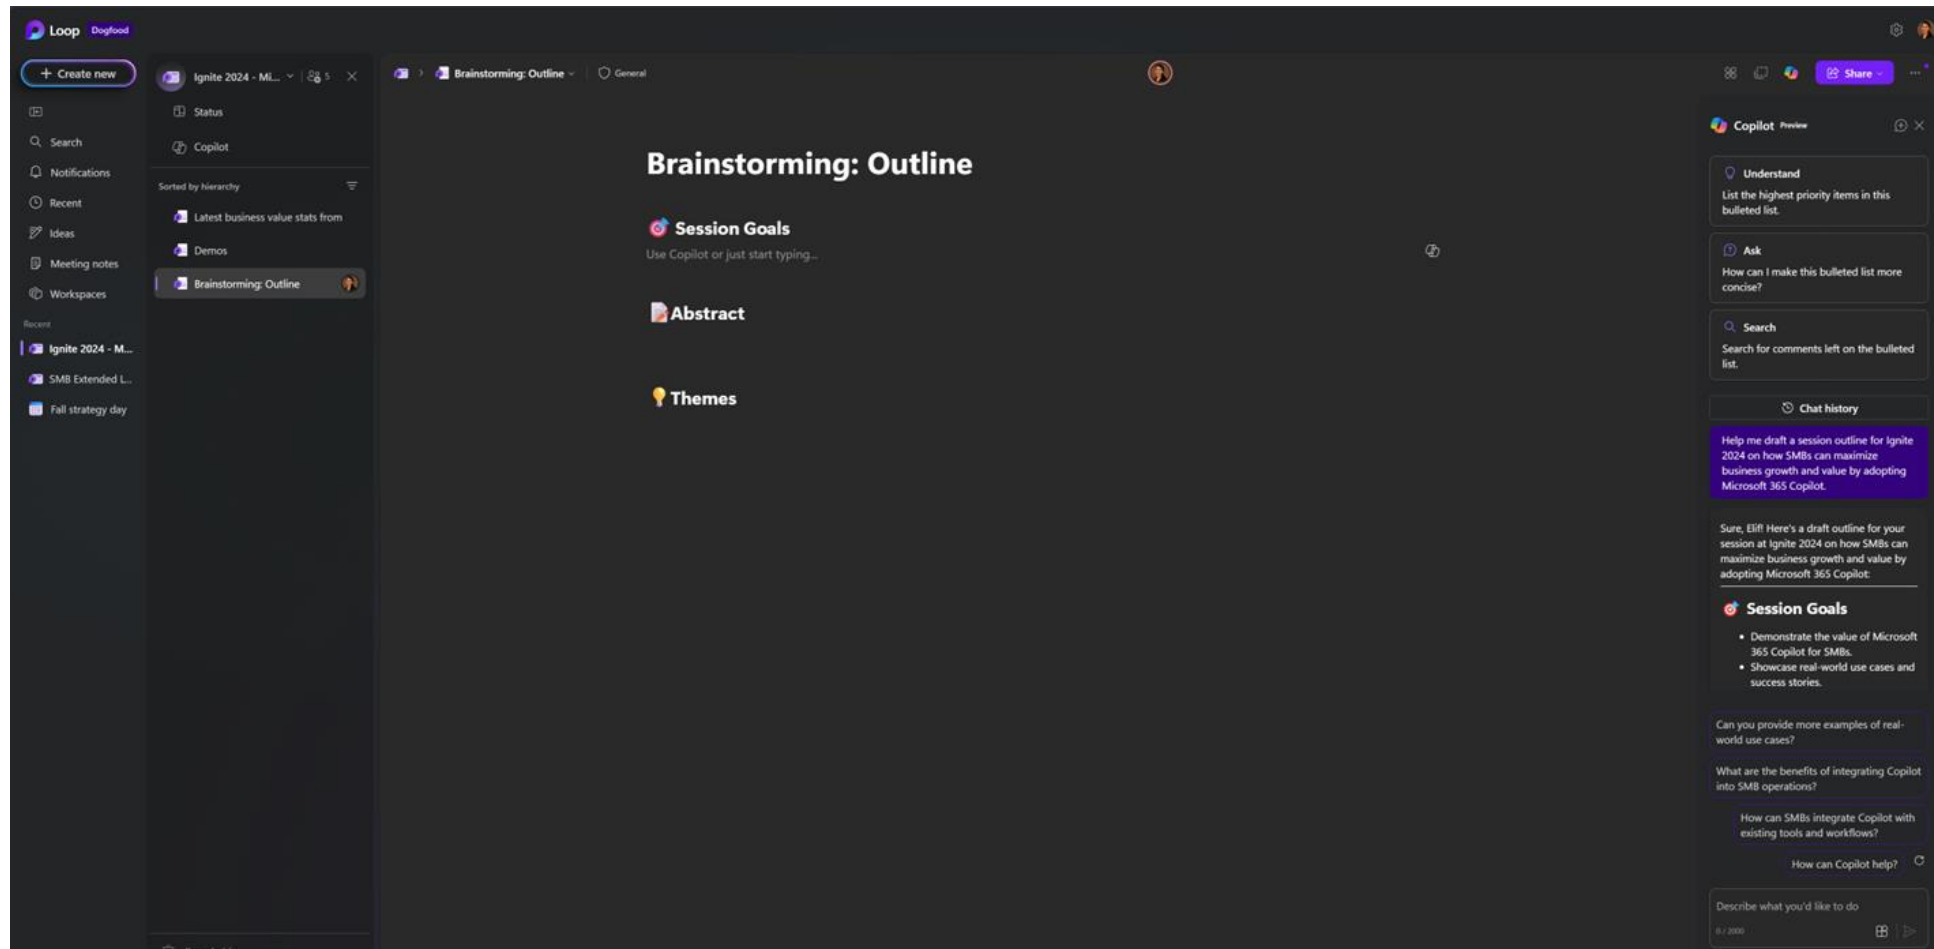 Loop Dogfood
+ Create new
Search
Notifications
Recent
Ideas
Meeting notes
Workspaces
Recent
Ignite 2024 - M...
SMB Extended L...
Fall strategy day
Ignite 2024 - Mi... 5
Status
Copilot
Sorted by hierarchy
Latest business value stats from
Demos
Brainstorming: Outline
Brainstorming: Outline General
Share
Brainstorming: Outline
Session Goals
Use Copilot or just start typing...
Abstract
Themes
Copilot Preview
Understand
List the highest priority items in this
bulleted list.
Ask
How can I make this bulleted list more
concise?
Search
Search for comments left on the bulleted
list.
Chat history
Help me draft a session outline for Ignite
2024 on how SMBs can maximize
business growth and value by adopting
Microsoft 365 Copilot.
Sure, Elif! Here's a draft outline for your
session at Ignite 2024 on how SMBs can
maximize business growth and value by
adopting Microsoft 365 Copilot:
Session Goals
• Demonstrate the value of Microsoft
365 Copilot for SMBs.
• Showcase real-world use cases and
success stories.
Can you provide more examples of real-
world use cases?
What are the benefits of integrating Copilot
into SMB operations?
How can SMBs integrate Copilot with
existing tools and workflows?
How can Copilot help?
Describe what you'd like to do
0 / 2000